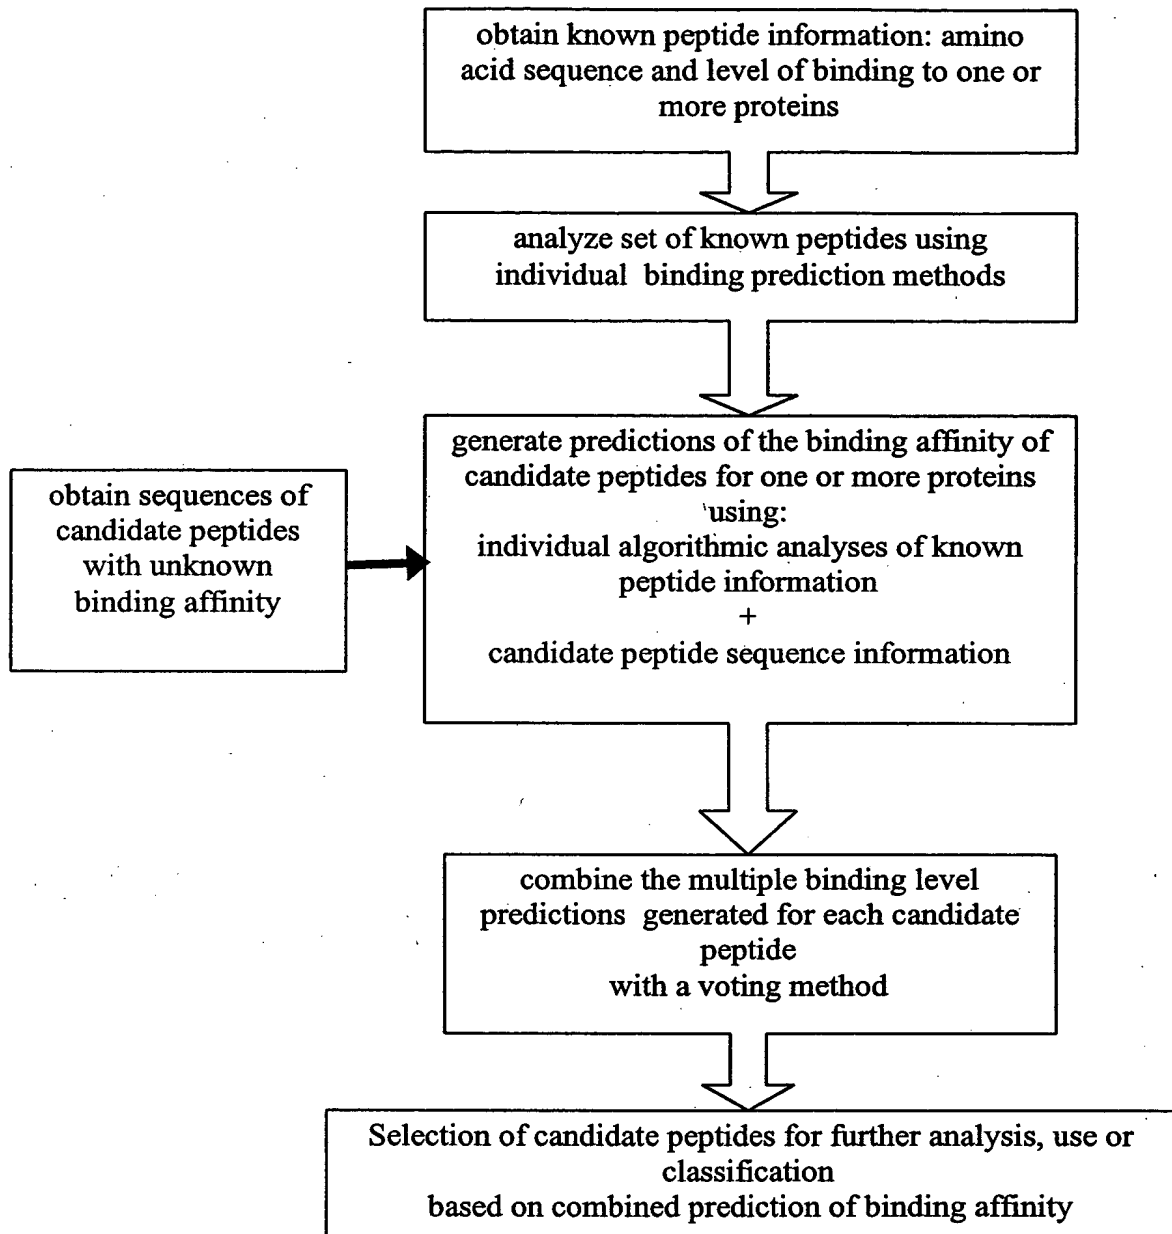 obtain known peptide information: amino
acid sequence and level of binding to one or
more proteins
analyze set of known peptides using
individual binding prediction methods
generate predictions of the binding affinity of
candidate peptides for one or more proteins
using:
individual algorithmic analyses of known
peptide information
+
candidate peptide sequence information
obtain sequences of
candidate peptides
with unknown
binding affinity
combine the multiple binding level
predictions generated for each candidate
peptide
with a voting method
Selection of candidate peptides for further analysis, use or
classification
based on combined prediction of binding affinity